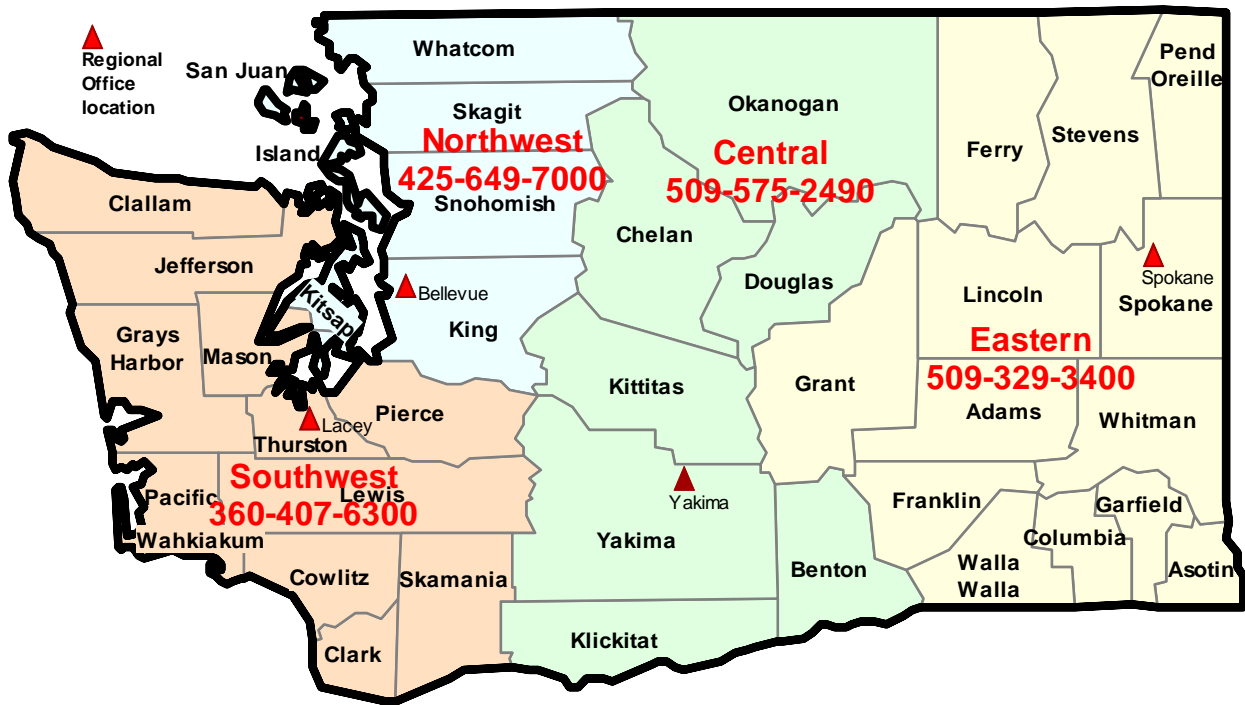 Regional
Office
location
San Juan
Island
Whatcom
Skagit
Northwest
425-649-7000
Snohomish
Okanogan
Central
509-575-2490
Ferry
Stevens
Pend
Oreille
Clallam
Jefferson
Chelan
Douglas
Kitsap
Bellevue
King
Lincoln
Spokane
Spokane
Grays
Harbor
Mason
Eastern
509-329-3400
Kittitas
Grant
Adams
Whitman
Pierce
Lacey
Thurston
Southwest
Lewis
360-407-6300
Pacific
Wahkiakum
Yakima
Yakima
Franklin
Garfield
Columbia
Benton
Walla
Walla
Asotin
Cowlitz
Skamania
Clark
Klickitat